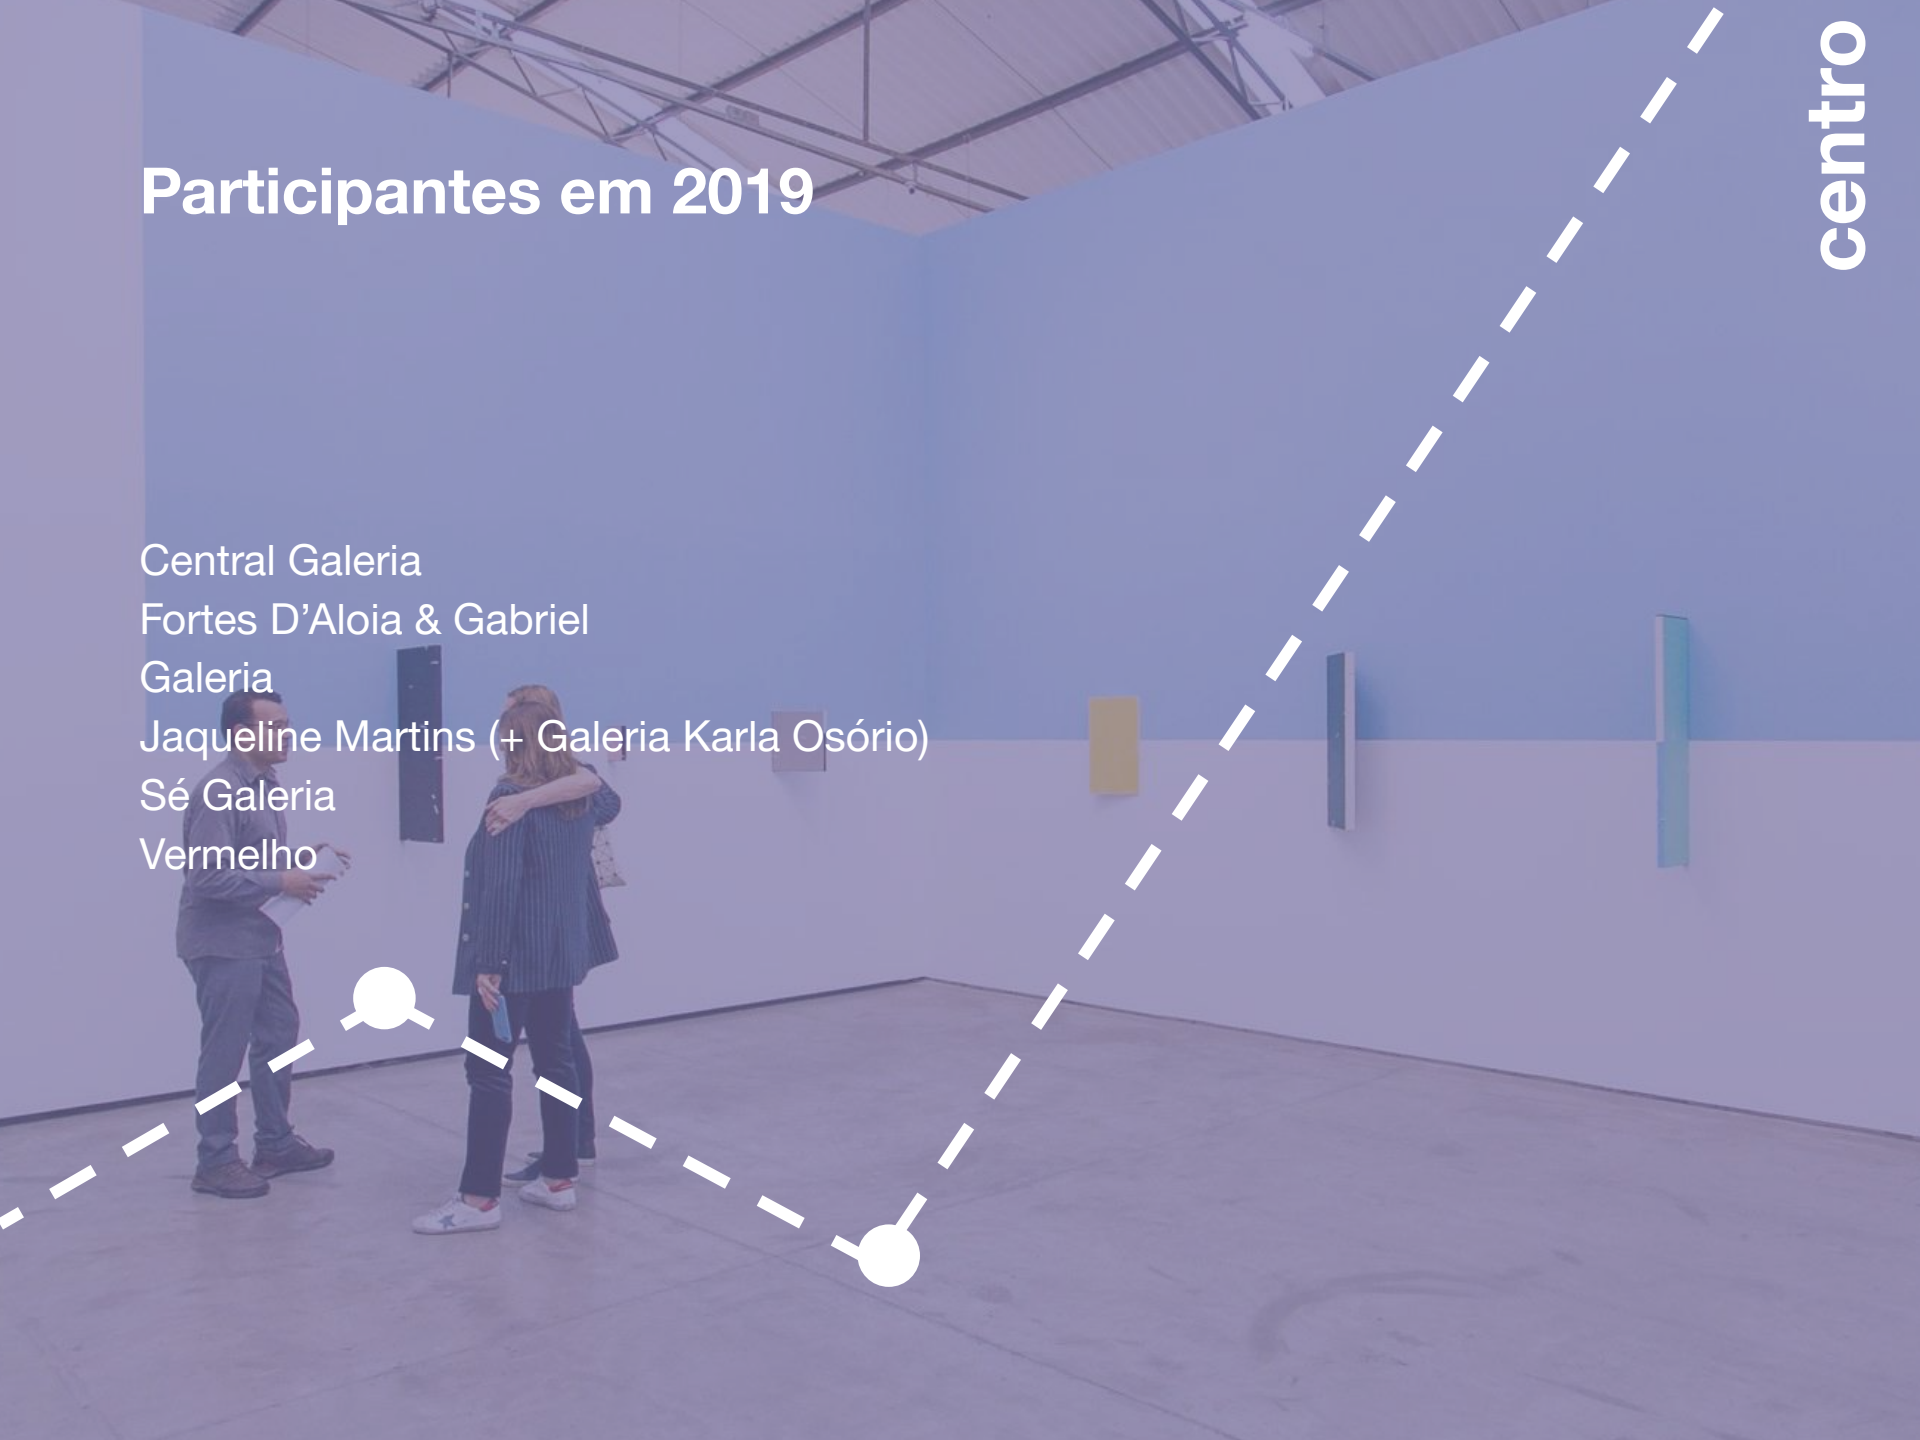 centro
Participantes em 2019
Central Galeria
Fortes D’Aloia & Gabriel
Galeria
Jaqueline Martins (+ Galeria Karla Osório)
Sé Galeria
Vermelho